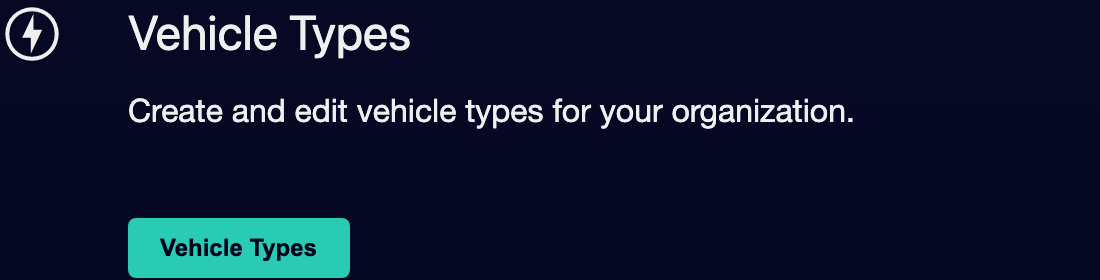 Vehicle Types
Create and edit vehicle types for your organization.
Vehicle Types